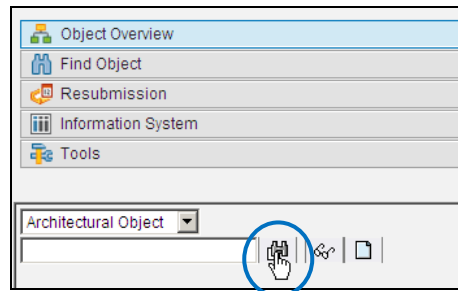 Object Overview
Find Object
Resubmission
Information System
Tools
Architectural Object